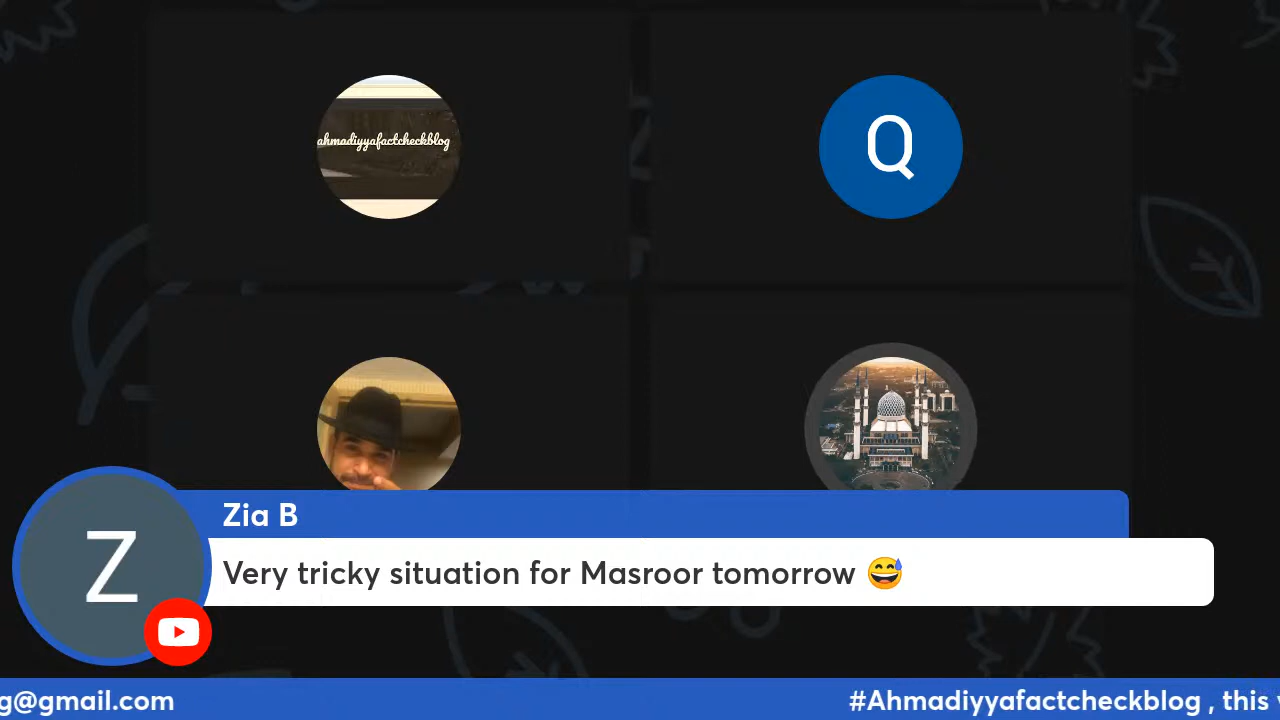 ahmadiyyafactcheckblog
Q
Z
Zia B
Very tricky situation for Masroor tomorrow 😅
g@gmail.com
#Ahmadiyyafactcheckblog , this